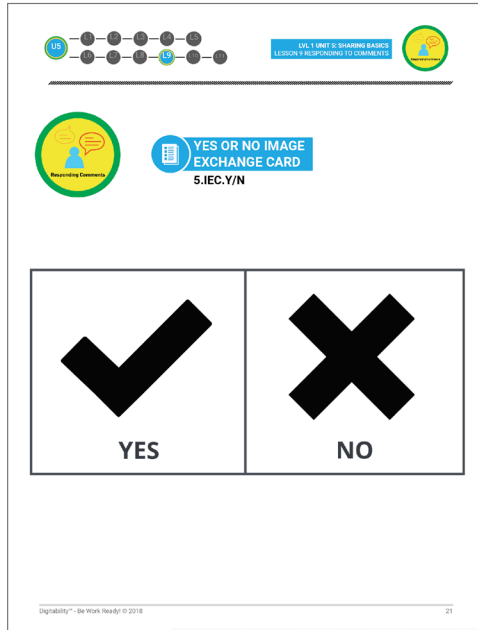 U5
L1
L2
L3
L4
L5
L6
L7
L8
L9
L10
L11
LVL 1 UNIT 5: SHARING BASICS
LESSON 9 RESPONDING TO COMMENTS
Responding Comments
YES OR NO IMAGE
EXCHANGE CARD
5.IEC.Y/N
YES
NO
Digitability™ - Be Work Ready! © 2018
21